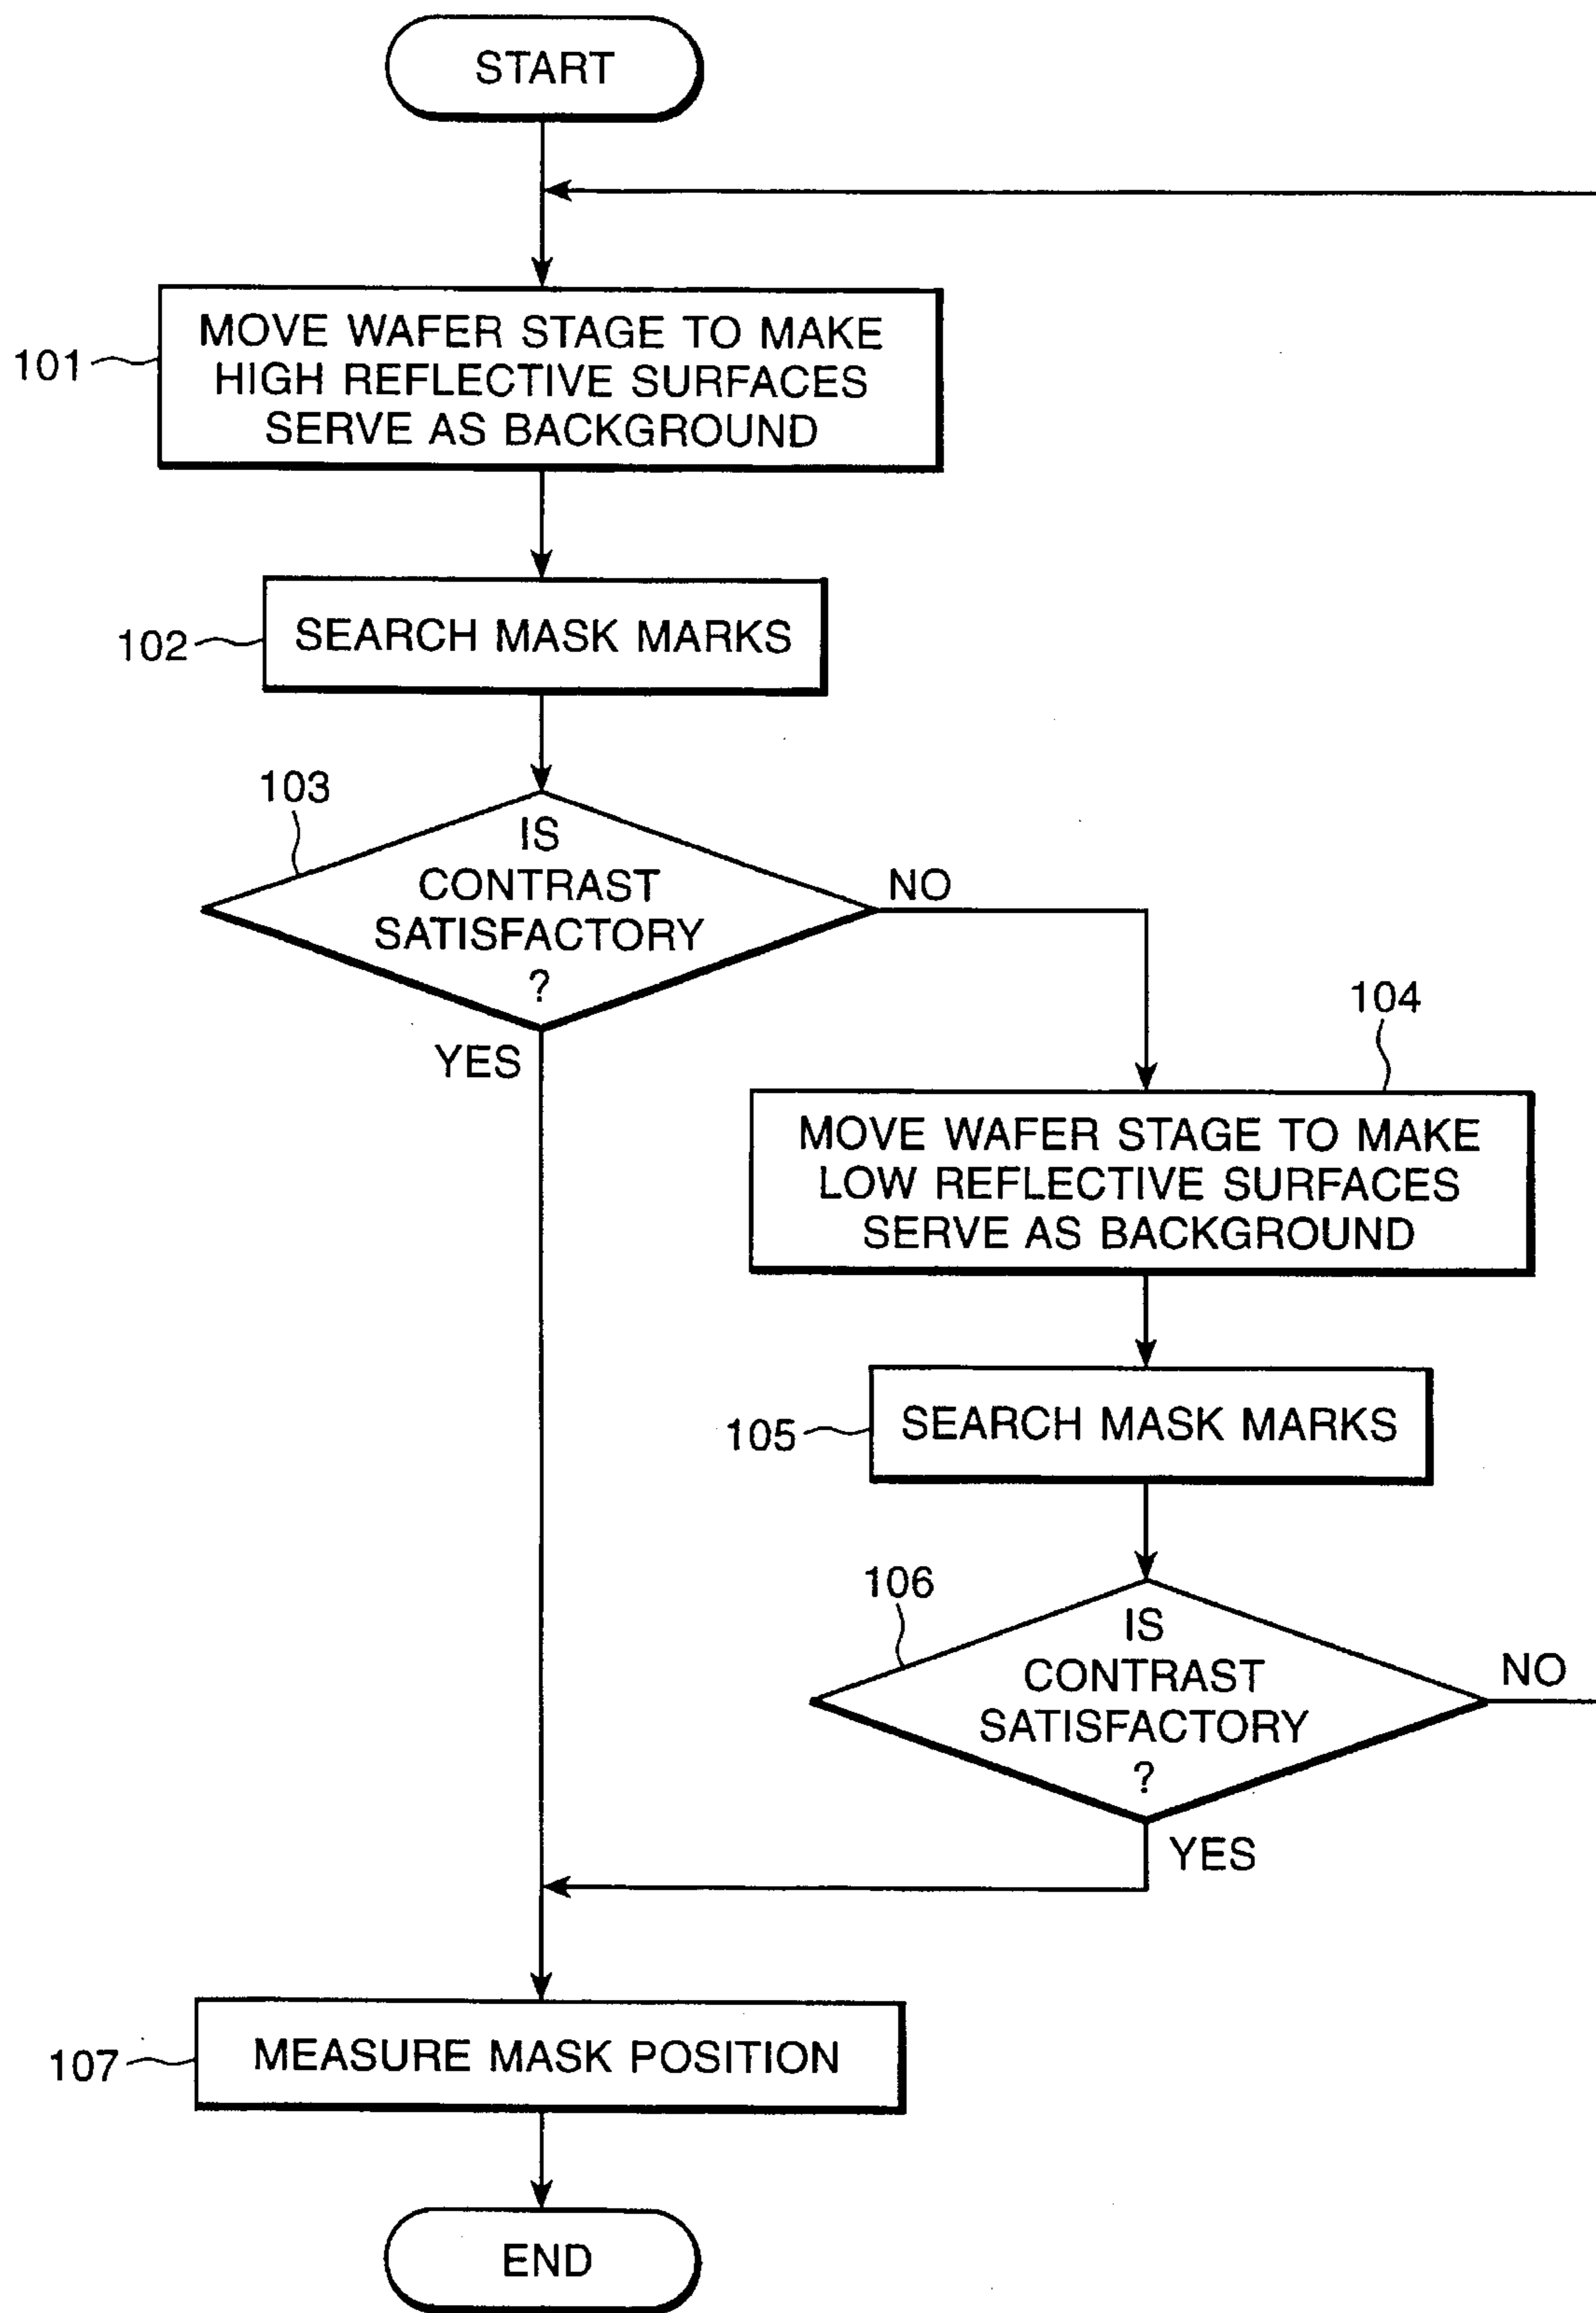 START
101
MOVE WAFER STAGE TO MAKE
HIGH REFLECTIVE SURFACES
SERVE AS BACKGROUND
102
SEARCH MASK MARKS
103
IS
CONTRAST
SATISFACTORY
?
NO
YES
104
MOVE WAFER STAGE TO MAKE
LOW REFLECTIVE SURFACES
SERVE AS BACKGROUND
105
SEARCH MASK MARKS
106
IS
CONTRAST
SATISFACTORY
?
NO
YES
107
MEASURE MASK POSITION
END